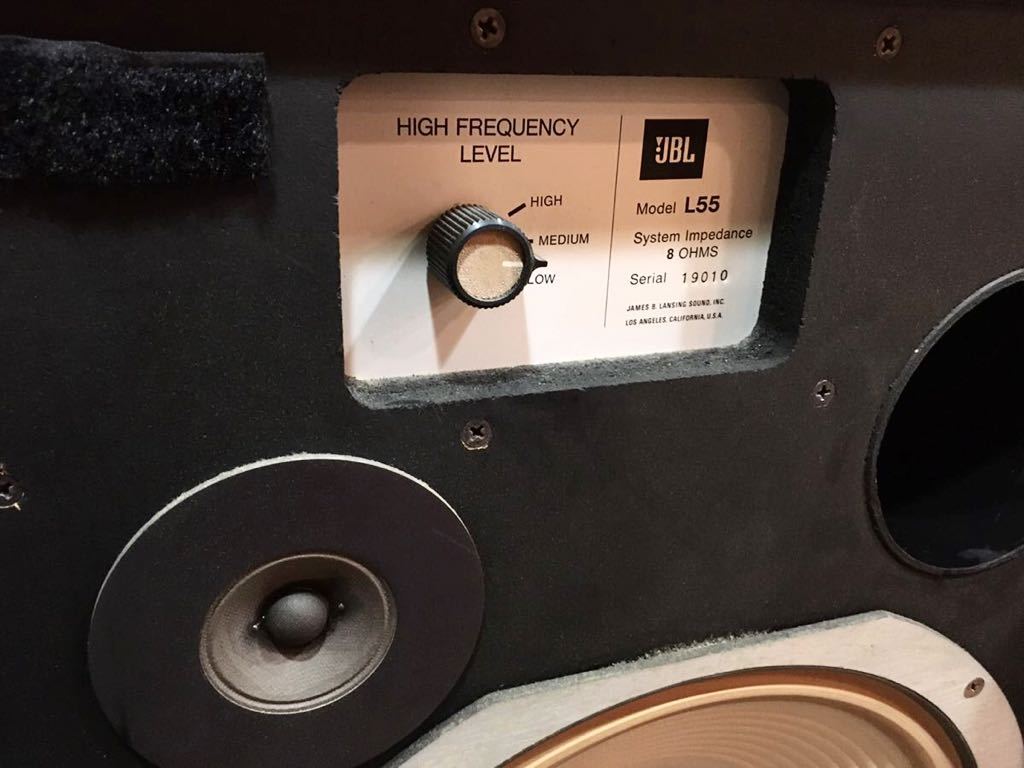 HIGH FREQUENCY
LEVEL
HIGH
MEDIUM
LOW
JBL
Model L55
System Impedance
8 OHMS
Serial 19010
JAMES B. LANSING SOUND, INC.
LOS ANGELES, CALIFORNIA, U.S.A.